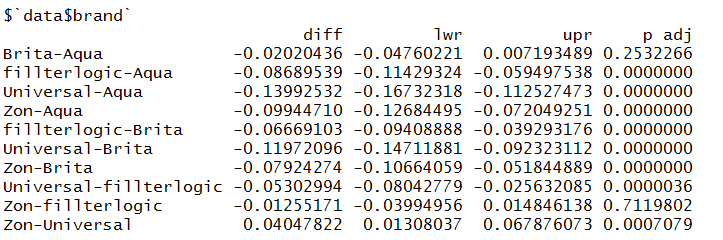 $`data$brand`
diff lwr upr p adj
Brita-Aqua -0.02020436 -0.04760221 0.007193489 0.2532266
fillterlogic-Aqua -0.08689539 -0.11429324 -0.059497538 0.0000000
Universal-Aqua -0.13992532 -0.16732318 -0.112527473 0.0000000
Zon-Aqua -0.09944710 -0.12684495 -0.072049251 0.0000000
fillterlogic-Brita -0.06669103 -0.09408888 -0.039293176 0.0000000
Universal-Brita -0.11972096 -0.14711881 -0.092323112 0.0000000
Zon-Brita -0.07924274 -0.10664059 -0.051844889 0.0000000
Universal-fillterlogic -0.05302994 -0.08042779 -0.025632085 0.0000036
Zon-fillterlogic -0.01255171 -0.03994956 0.014846138 0.7119802
Zon-Universal 0.04047822 0.01308037 0.067876073 0.0007079